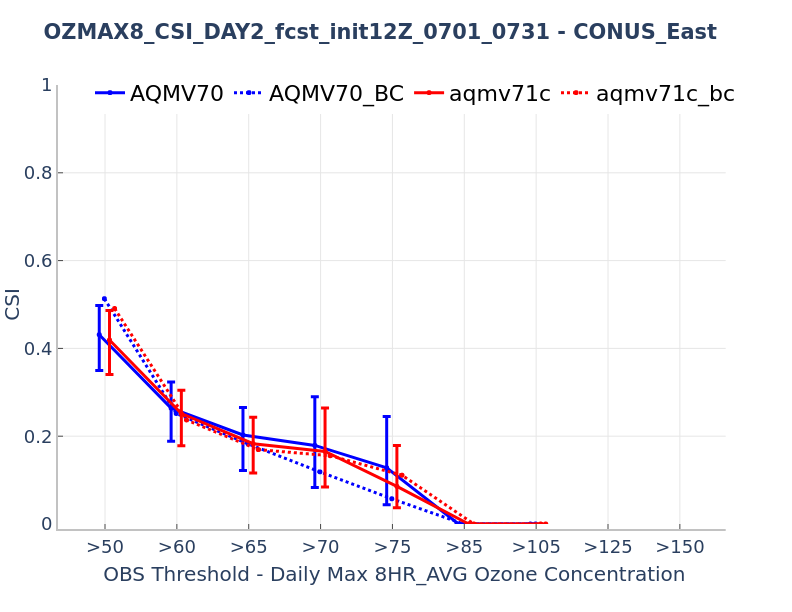 OZMAX8_CSI_DAY2_fcst_init12Z_0701_0731 - CONUS_East
AQMV70 AQMV70_BC aqmv71c aqmv71c_bc
1
0.8
0.6
0.4
0.2
0
CSI
>50 >60 >65 >70 >75 >85 >105 >125 >150
OBS Threshold - Daily Max 8HR_AVG Ozone Concentration